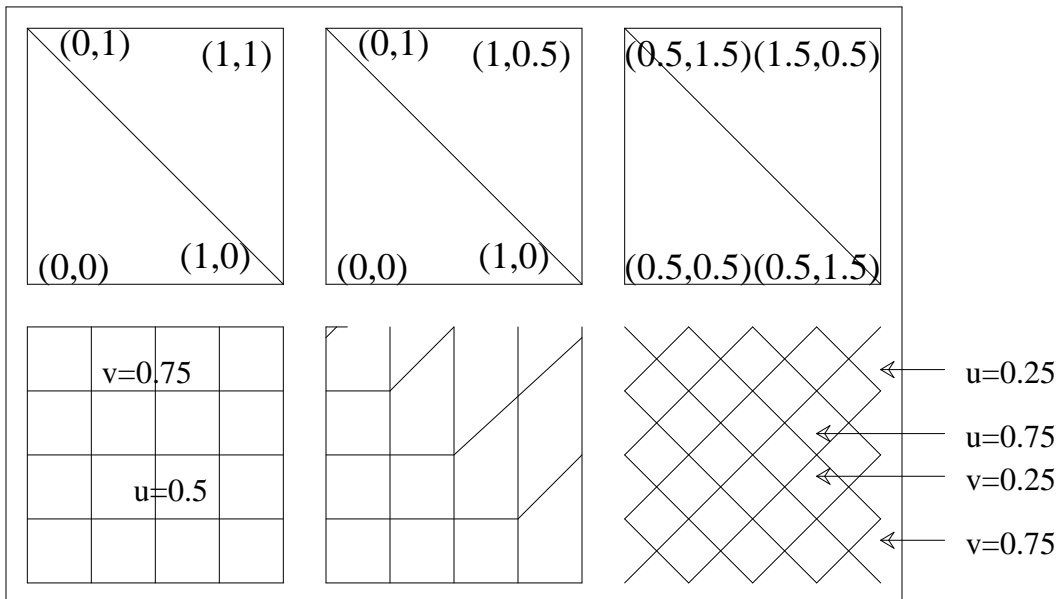 (0,1) (1,1) (0,1) (1,0.5) (0.5,1.5) (1.5,0.5)
(0,0) (1,0) (0,0) (1,0) (0.5,0.5) (0.5,1.5)
v=0.75 u=0.25
u=0.75
u=0.5 v=0.25
v=0.75